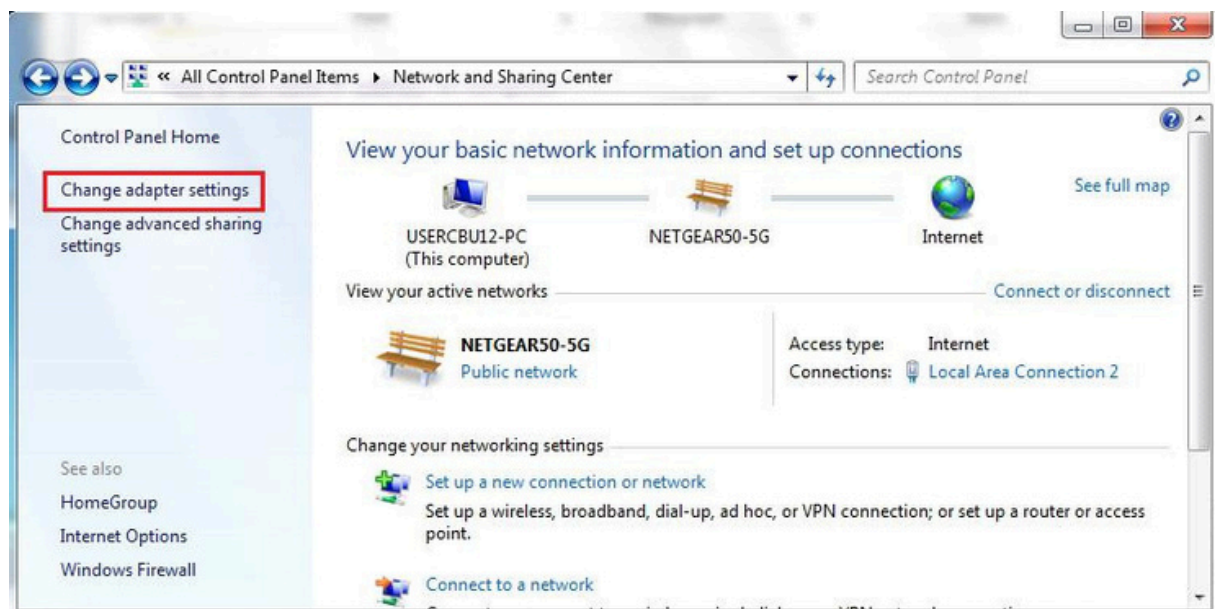 « All Control Panel Items ▸ Network and Sharing Center
Search Control Panel
Control Panel Home
Change adapter settings
Change advanced sharing
settings
See also
HomeGroup
Internet Options
Windows Firewall
View your basic network information and set up connections
See full map
USERCBU12-PC
(This computer)
NETGEAR50-5G
Internet
View your active networks
Connect or disconnect
NETGEAR50-5G
Public network
Access type: Internet
Connections: Local Area Connection 2
Change your networking settings
Set up a new connection or network
Set up a wireless, broadband, dial-up, ad hoc, or VPN connection; or set up a router or access
point.
Connect to a network